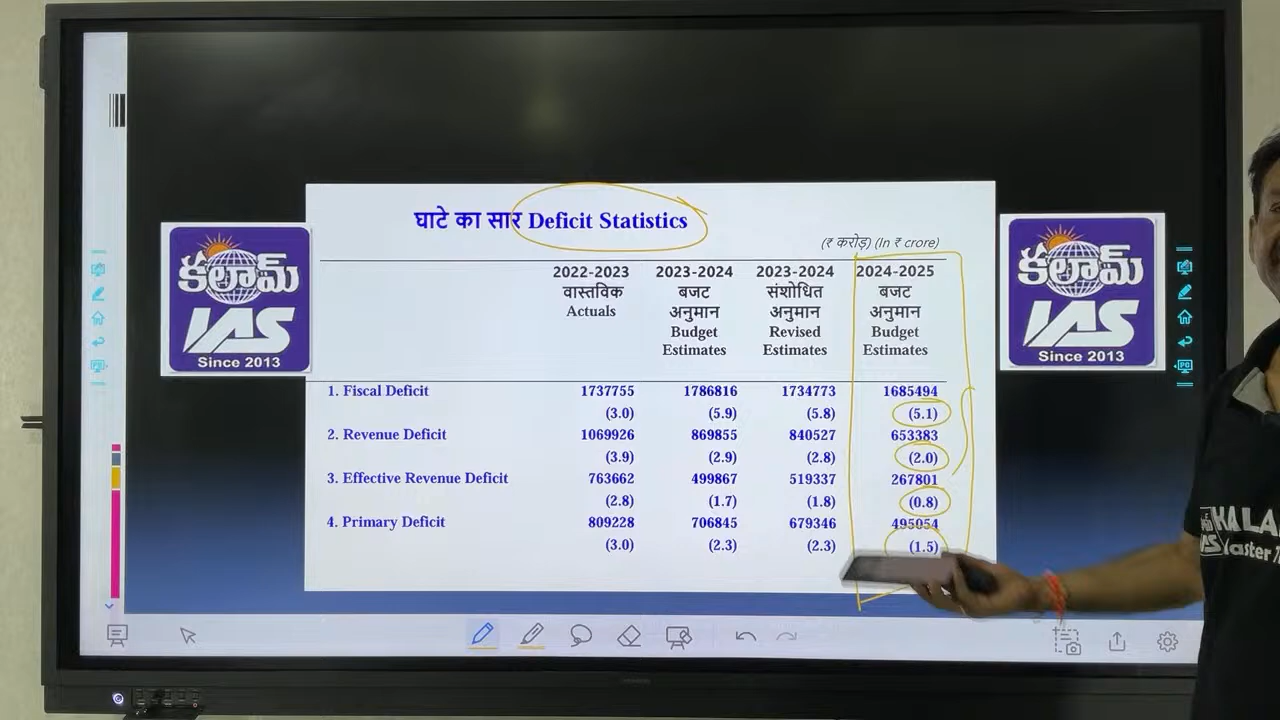 घाटे का सार Deficit Statistics
(₹ करोड़) (In ₹ crore)
2022-2023 2023-2024 2023-2024 2024-2025
वास्तविक बजट संशोधित बजट
Actuals अनुमान अनुमान अनुमान
Budget Revised Budget
Estimates Estimates Estimates
1. Fiscal Deficit 1737755 1786816 1734773 1685494
(3.0) (5.9) (5.8) (5.1)
2. Revenue Deficit 1069926 869855 840527 653383
(3.9) (2.9) (2.8) (2.0)
3. Effective Revenue Deficit 763662 499867 519337 267801
(2.8) (1.7) (1.8) (0.8)
4. Primary Deficit 809228 706845 679346 495054
(3.0) (2.3) (2.3) (1.5)
కలామ్
IAS
Since 2013
కలామ్
IAS
Since 2013